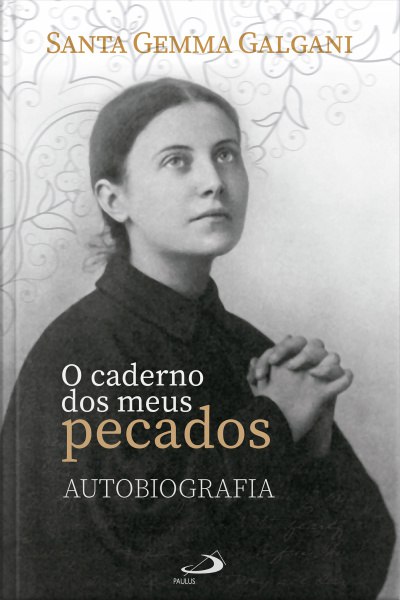 SANTA GEMMA GALGANI
O caderno
dos meus
pecados
AUTOBIOGRAFIA
PAULUS